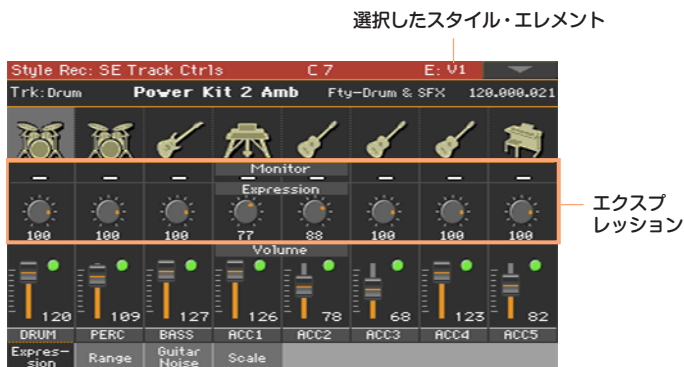 選択したスタイル・エレメント
Style Rec: SE Track Ctrls C 7 E: V1
Trk:Drum Power Kit 2 Amb Fty-Drum & SFX 120.000.021
Monitor
Expression
エクスプ
レッション
100 100 100 77 88 100 100 100
Volume
120 109 127 126 78 68 123 82
DRUM PERC BASS ACC1 ACC2 ACC3 ACC4 ACC5
Expres-
sion Range Guitar
Noise Scale